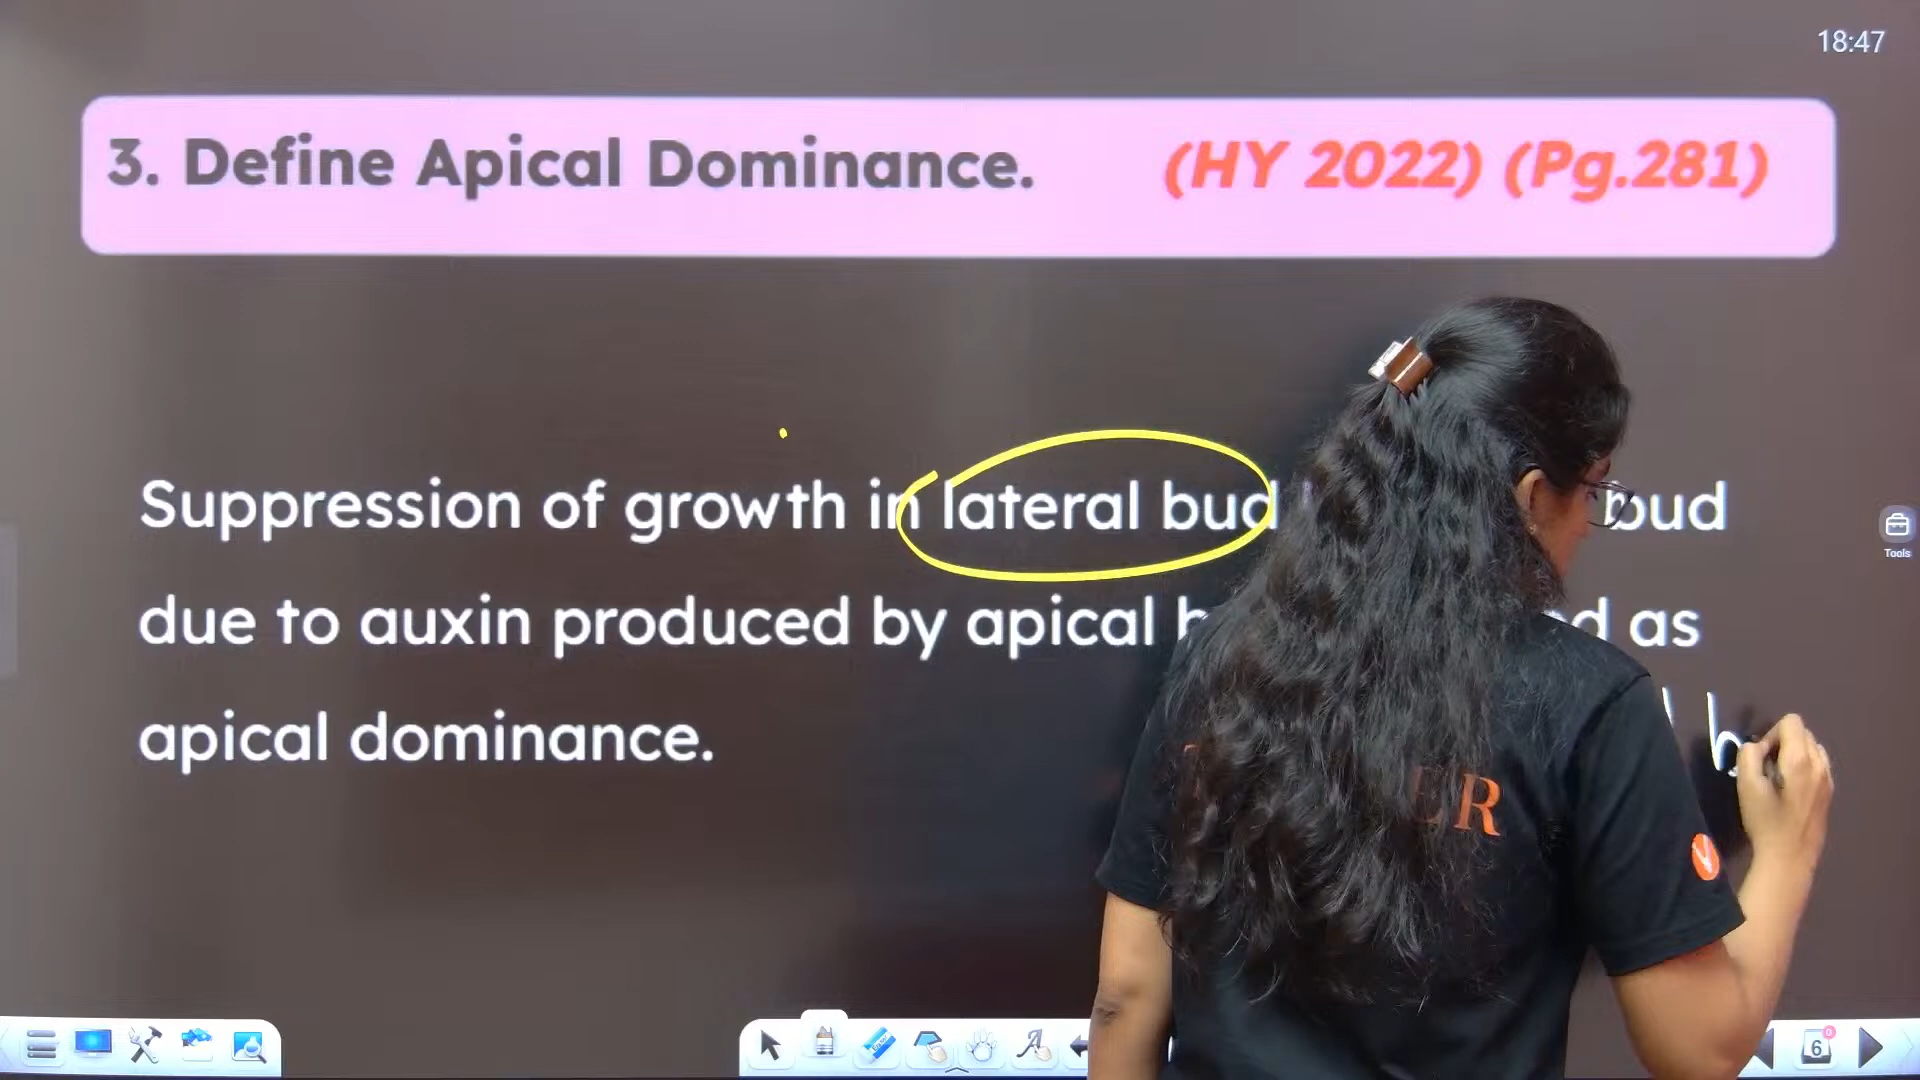 18:47
3. Define Apical Dominance. (HY 2022) (Pg.281)
Suppression of growth in lateral bud bud
due to auxin produced by apical as
apical dominance.
Tools
6